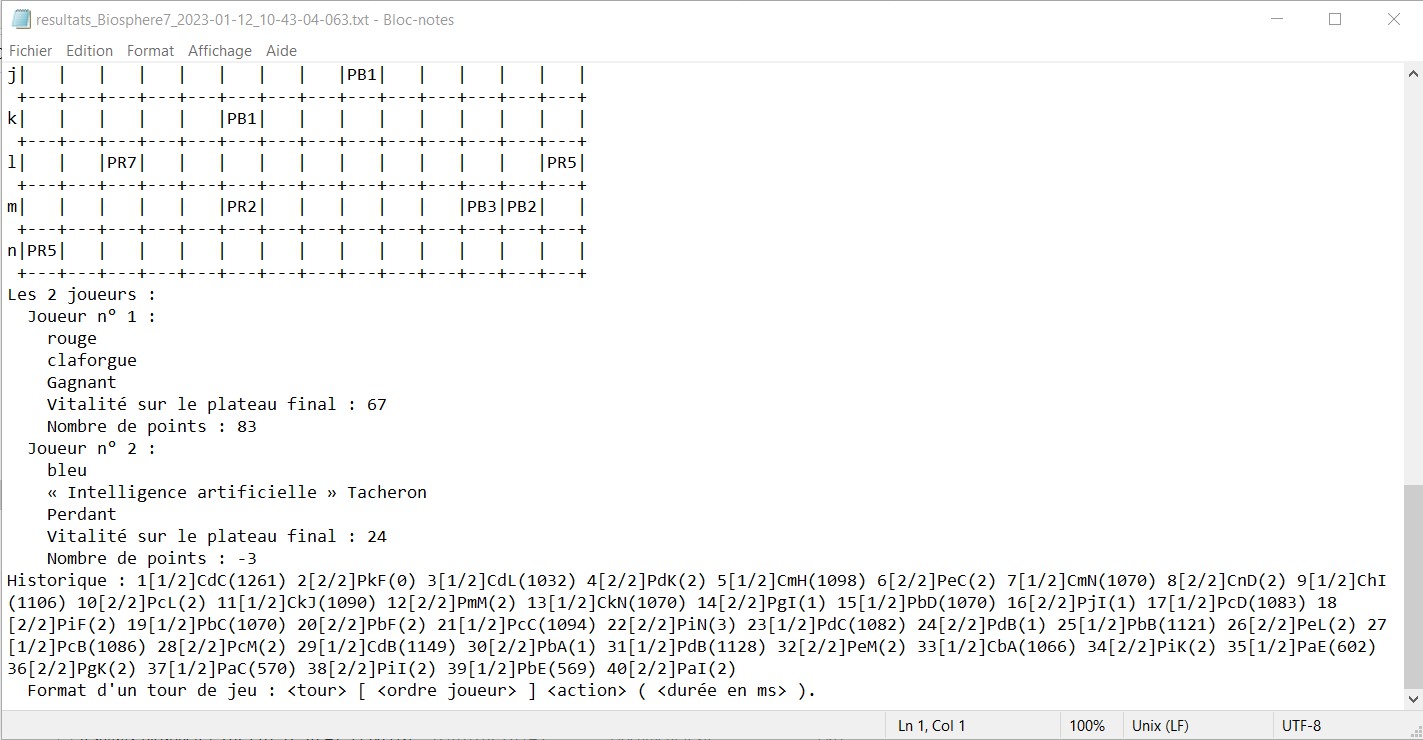 resultats_Biosphere7_2023-01-12_10-43-04-063.txt - Bloc-notes
Fichier Edition Format Affichage Aide
j|   |   |   |   |   |   |   |   |PB1|   |   |   |   |   |
 +---+---+---+---+---+---+---+---+---+---+---+---+---+---+
k|   |   |   |   |   |PB1|   |   |   |   |   |   |   |   |
 +---+---+---+---+---+---+---+---+---+---+---+---+---+---+
l|   |   |PR7|   |   |   |   |   |   |   |   |   |   |PR5|
 +---+---+---+---+---+---+---+---+---+---+---+---+---+---+
m|   |   |   |   |   |PR2|   |   |   |   |   |PB3|PB2|   |
 +---+---+---+---+---+---+---+---+---+---+---+---+---+---+
n|PR5|   |   |   |   |   |   |   |   |   |   |   |   |   |
 +---+---+---+---+---+---+---+---+---+---+---+---+---+---+
Les 2 joueurs :
  Joueur n° 1 :
    rouge
    claforgue
    Gagnant
    Vitalité sur le plateau final : 67
    Nombre de points : 83
  Joueur n° 2 :
    bleu
    « Intelligence artificielle » Tacheron
    Perdant
    Vitalité sur le plateau final : 24
    Nombre de points : -3
Historique : 1[1/2]CdC(1261) 2[2/2]PkF(0) 3[1/2]CdL(1032) 4[2/2]PdK(2) 5[1/2]CmH(1098) 6[2/2]PeC(2) 7[1/2]CmN(1070) 8[2/2]CnD(2) 9[1/2]ChI
(1106) 10[2/2]PcL(2) 11[1/2]CkJ(1090) 12[2/2]PmM(2) 13[1/2]CkN(1070) 14[2/2]PgI(1) 15[1/2]PbD(1070) 16[2/2]PjI(1) 17[1/2]PcD(1083) 18
[2/2]PiF(2) 19[1/2]PbC(1070) 20[2/2]PbF(2) 21[1/2]PcC(1094) 22[2/2]PiN(3) 23[1/2]PdC(1082) 24[2/2]PdB(1) 25[1/2]PbB(1121) 26[2/2]PeL(2) 27
[1/2]PcB(1086) 28[2/2]PcM(2) 29[1/2]CdB(1149) 30[2/2]PbA(1) 31[1/2]PdB(1128) 32[2/2]PeM(2) 33[1/2]CbA(1066) 34[2/2]PiK(2) 35[1/2]PaE(602)
36[2/2]PgK(2) 37[1/2]PaC(570) 38[2/2]PiI(2) 39[1/2]PbE(569) 40[2/2]PaI(2)
  Format d'un tour de jeu : <tour> [ <ordre joueur> ] <action> ( <durée en ms> ).
Ln 1, Col 1 100% Unix (LF) UTF-8